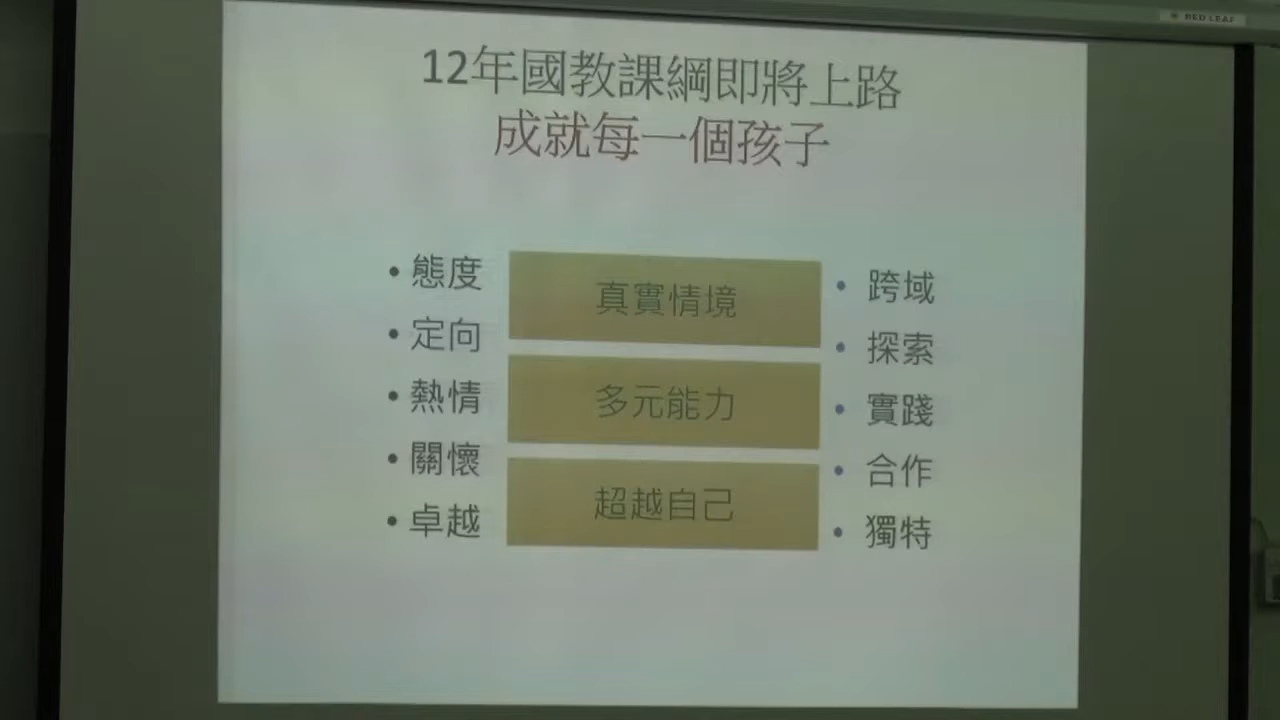 RED LEAF
12年國教課綱即將上路
成就每一個孩子
• 態度
• 定向
• 熱情
• 關懷
• 卓越
真實情境
多元能力
超越自己
• 跨域
• 探索
• 實踐
• 合作
• 獨特